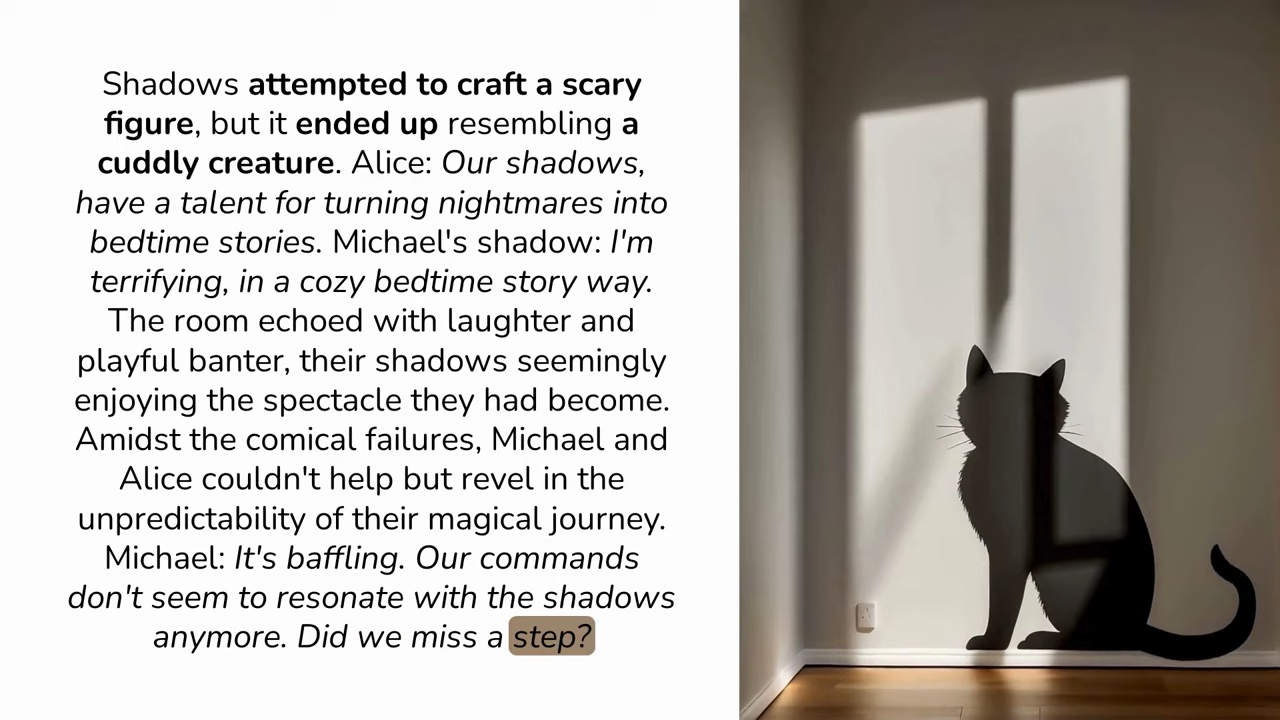 Shadows attempted to craft a scary
figure, but it ended up resembling a
cuddly creature. Alice: Our shadows,
have a talent for turning nightmares into
bedtime stories. Michael's shadow: I'm
terrifying, in a cozy bedtime story way.
The room echoed with laughter and
playful banter, their shadows seemingly
enjoying the spectacle they had become.
Amidst the comical failures, Michael and
Alice couldn't help but revel in the
unpredictability of their magical journey.
Michael: It's baffling. Our commands
don't seem to resonate with the shadows
anymore. Did we miss a step?